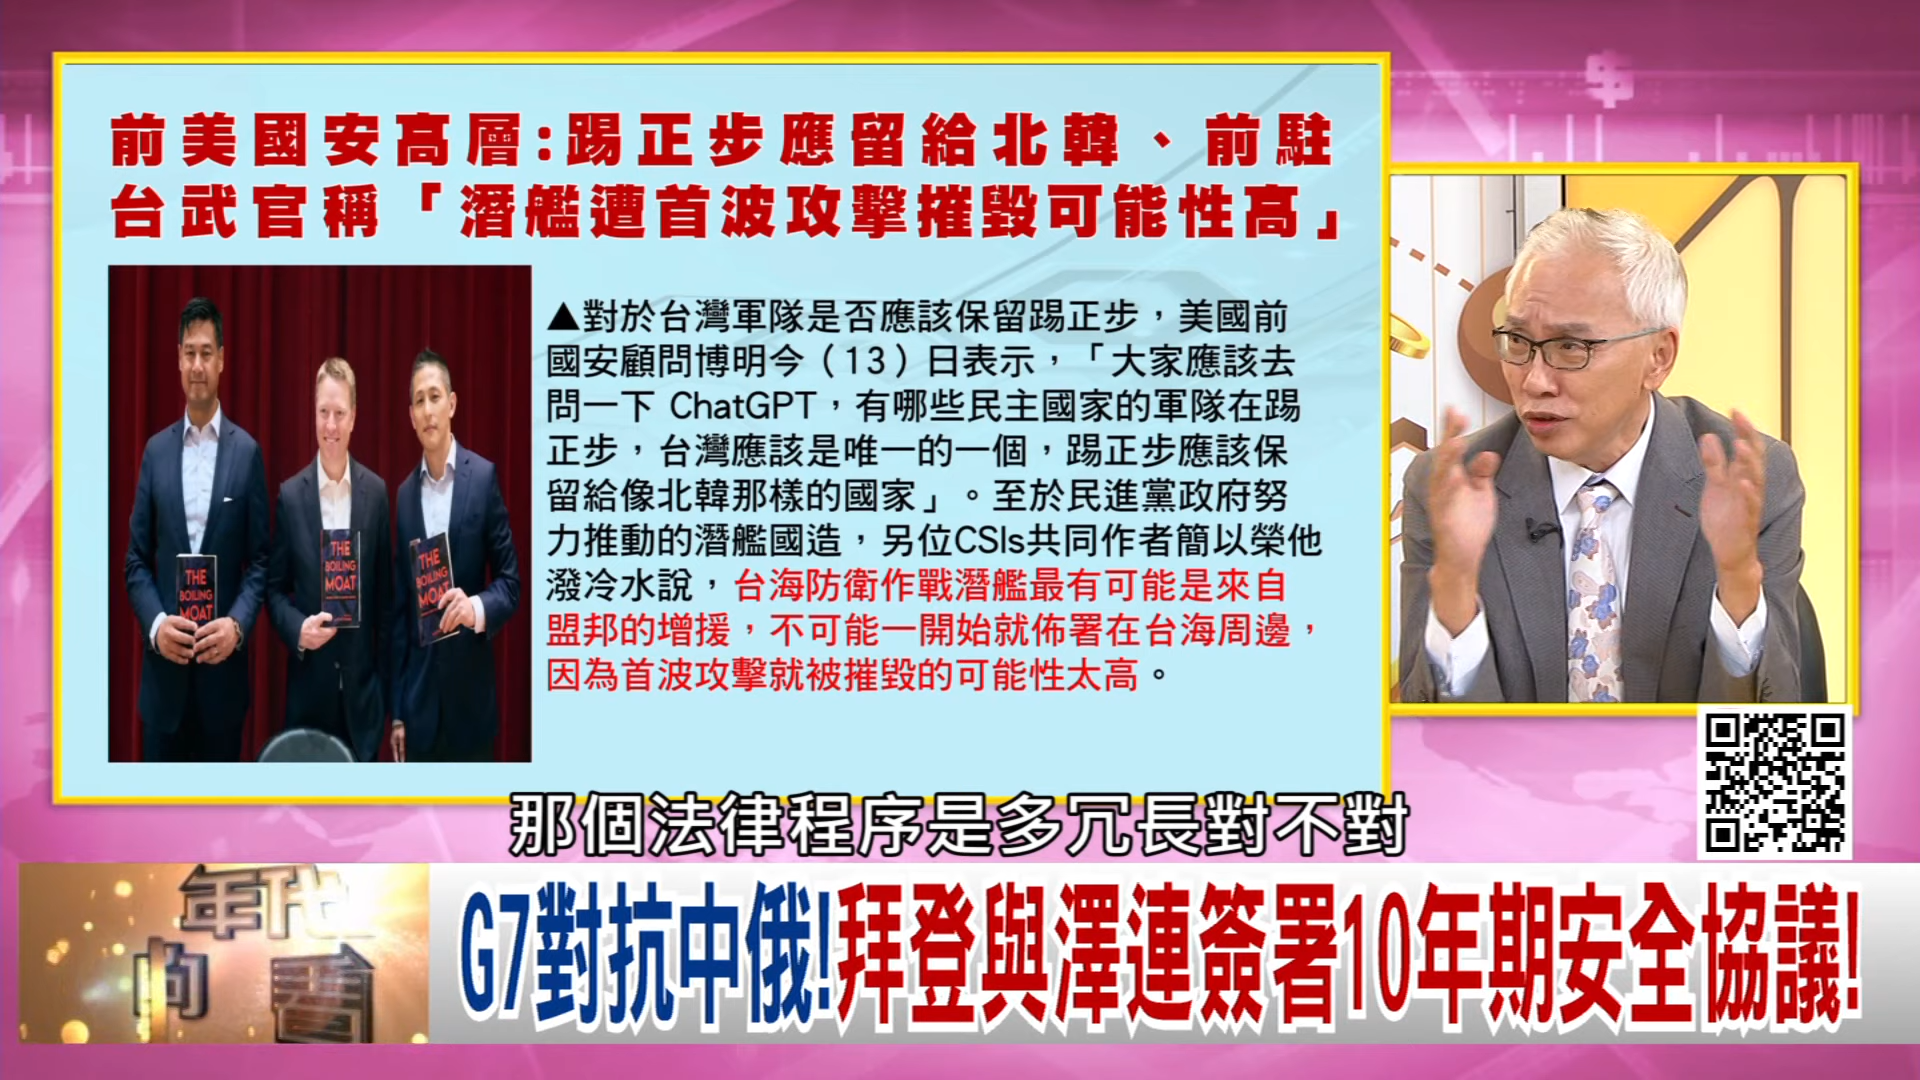 前美國安高層:踢正步應留給北韓、前駐
台武官稱「潛艦遭首波攻擊摧毀可能性高」
THE
BOILING
MOAT
THE
BOILING
MOAT
THE
BOILING
MOAT
▲對於台灣軍隊是否應該保留踢正步，美國前
國安顧問博明今（13）日表示，「大家應該去
問一下 ChatGPT，有哪些民主國家的軍隊在踢
正步，台灣應該是唯一的一個，踢正步應該保
留給像北韓那樣的國家」。至於民進黨政府努
力推動的潛艦國造，另位CSIs共同作者簡以榮他
潑冷水說，台海防衛作戰潛艦最有可能是來自
盟邦的增援，不可能一開始就佈署在台海周邊，
因為首波攻擊就被摧毀的可能性太高。
那個法律程序是多冗長對不對
年代
向錢看
G7對抗中俄!拜登與澤連簽署10年期安全協議!